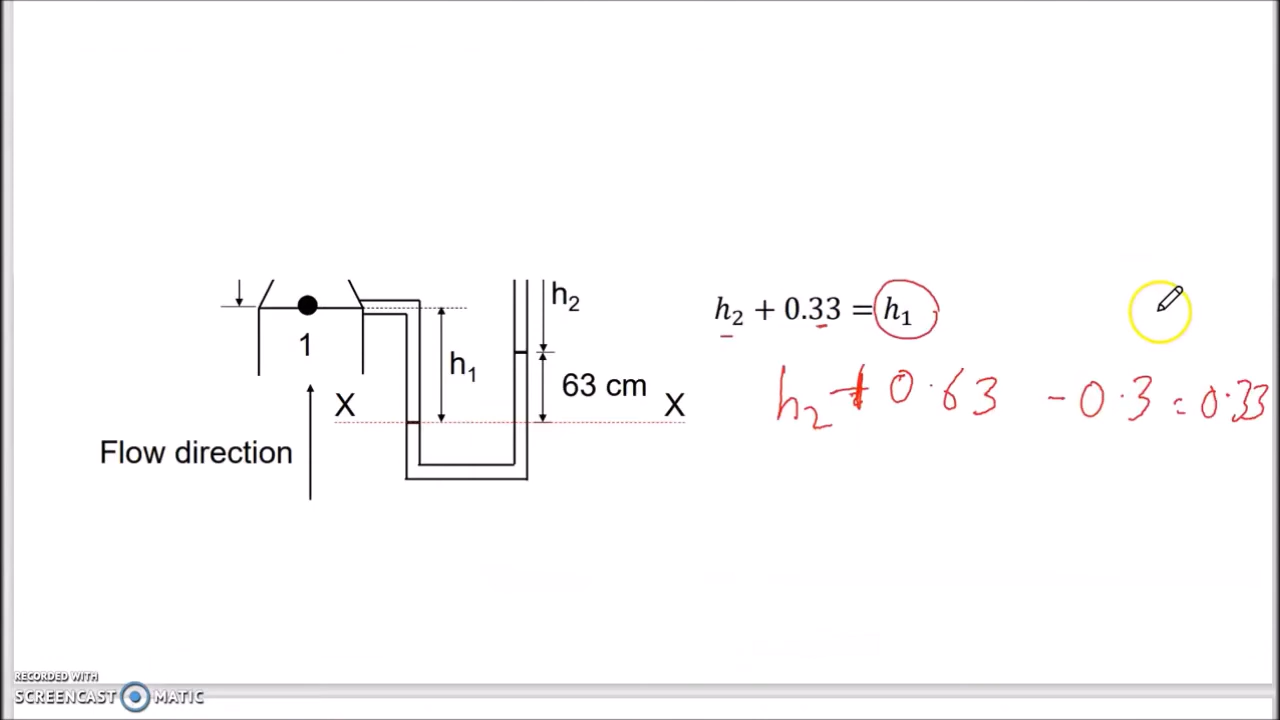 h₂
h₂ + 0.33 = h₁
1
h₁
63 cm
h₂ + 0.63 - 0.3 = 0.33
X
X
Flow direction
RECORDED WITH
SCREENCAST MATIC